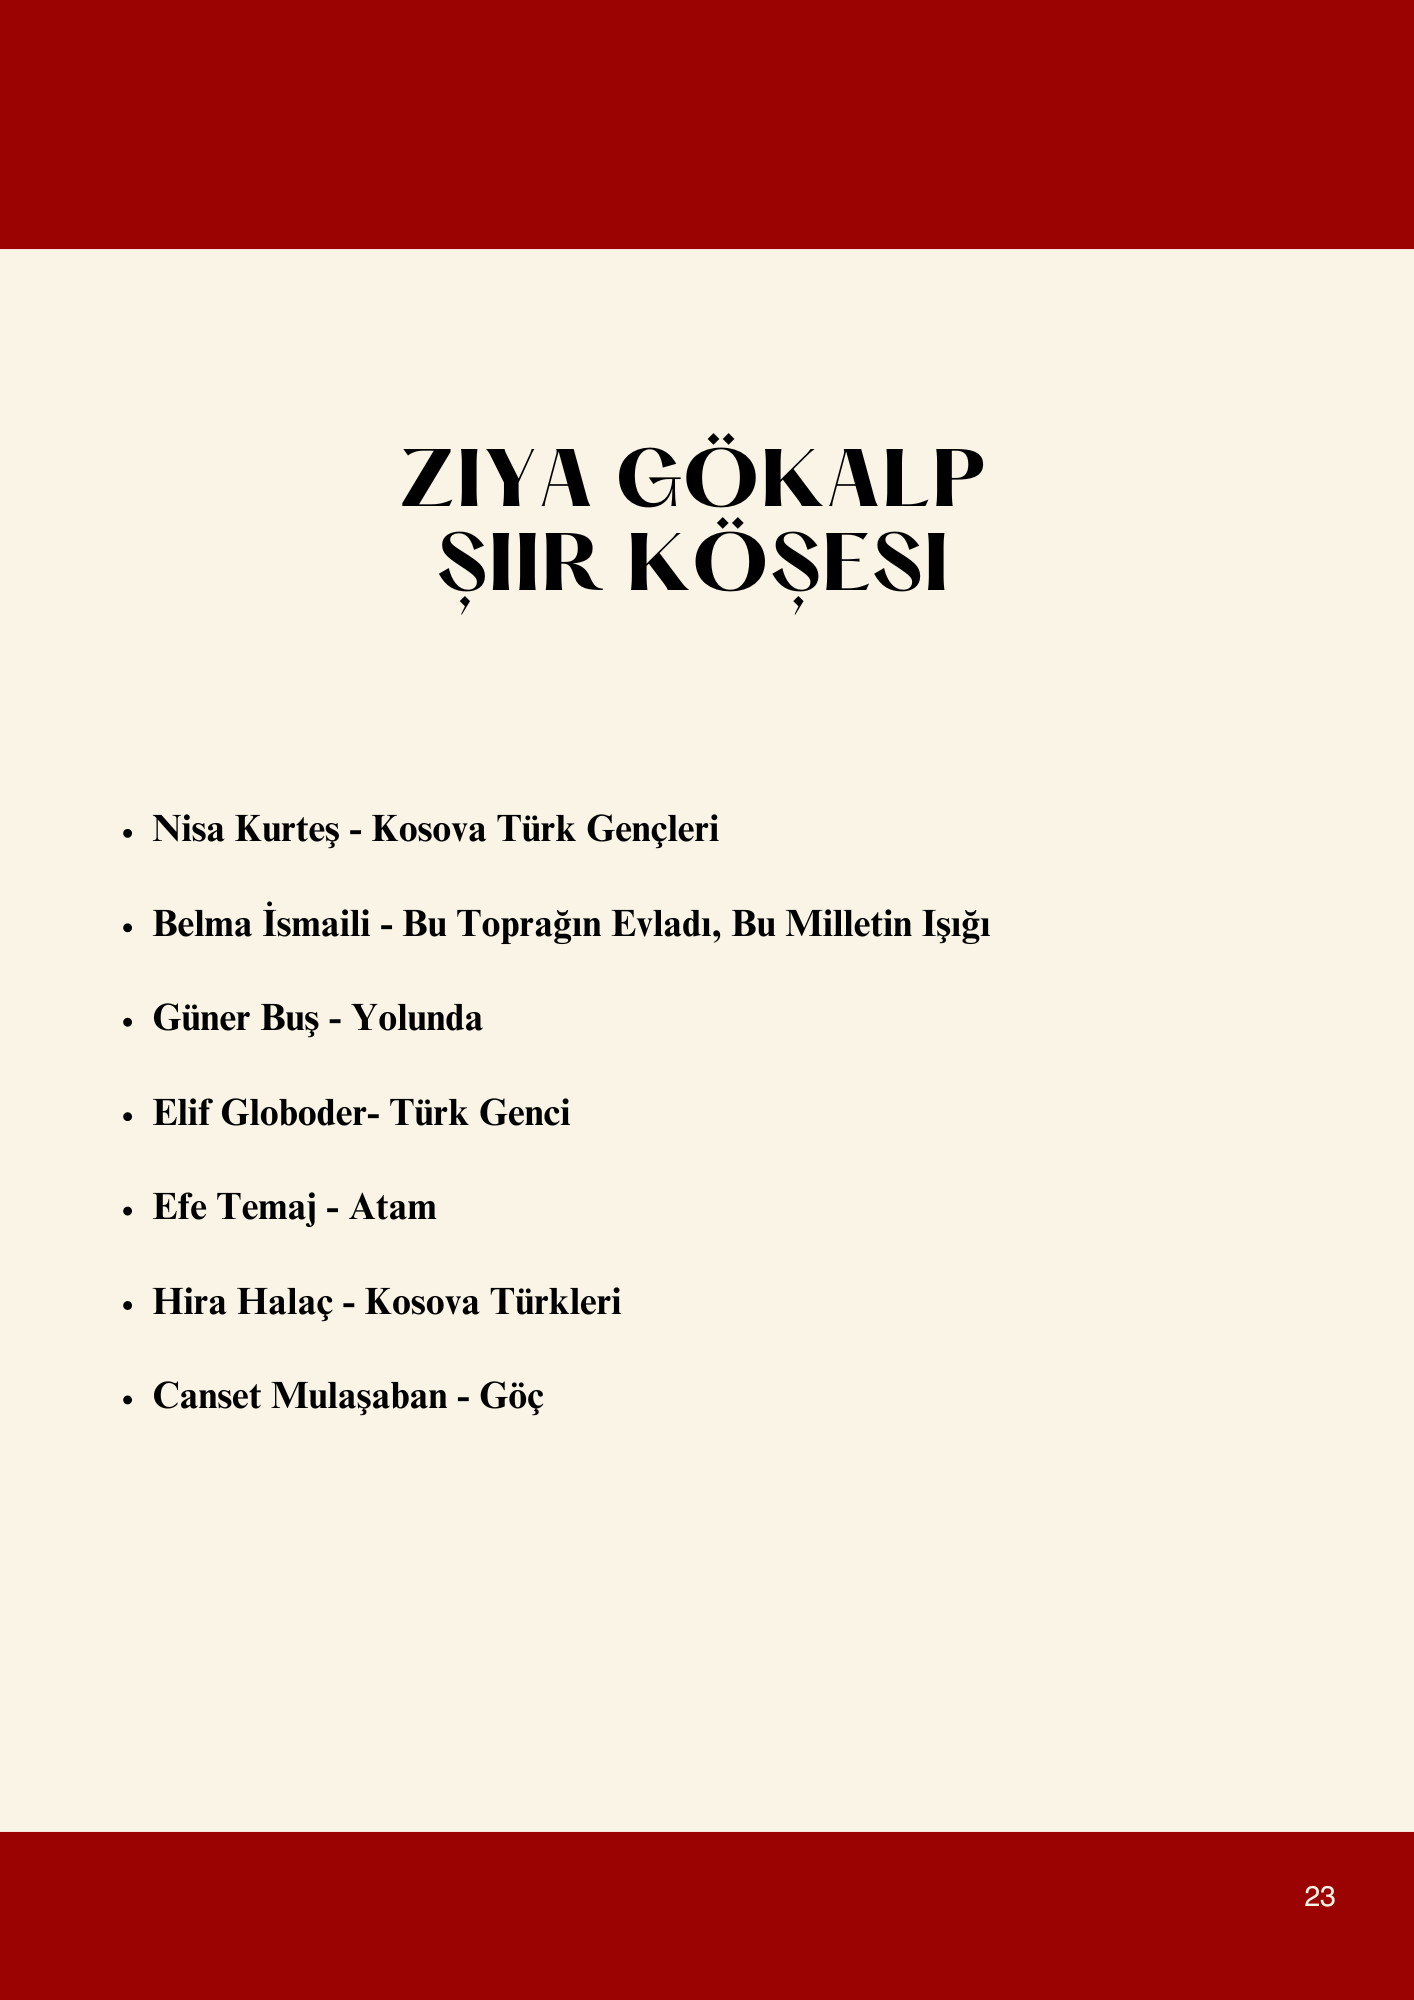 ZIYA GÖKALP
ŞIIR KÖŞESI
• Nisa Kurteş - Kosova Türk Gençleri
• Belma İsmaili - Bu Toprağın Evladı, Bu Milletin Işığı
• Güner Buş - Yolunda
• Elif Globoder- Türk Genci
• Efe Temaj - Atam
• Hira Halaç - Kosova Türkleri
• Canset Mulaşaban - Göç
23